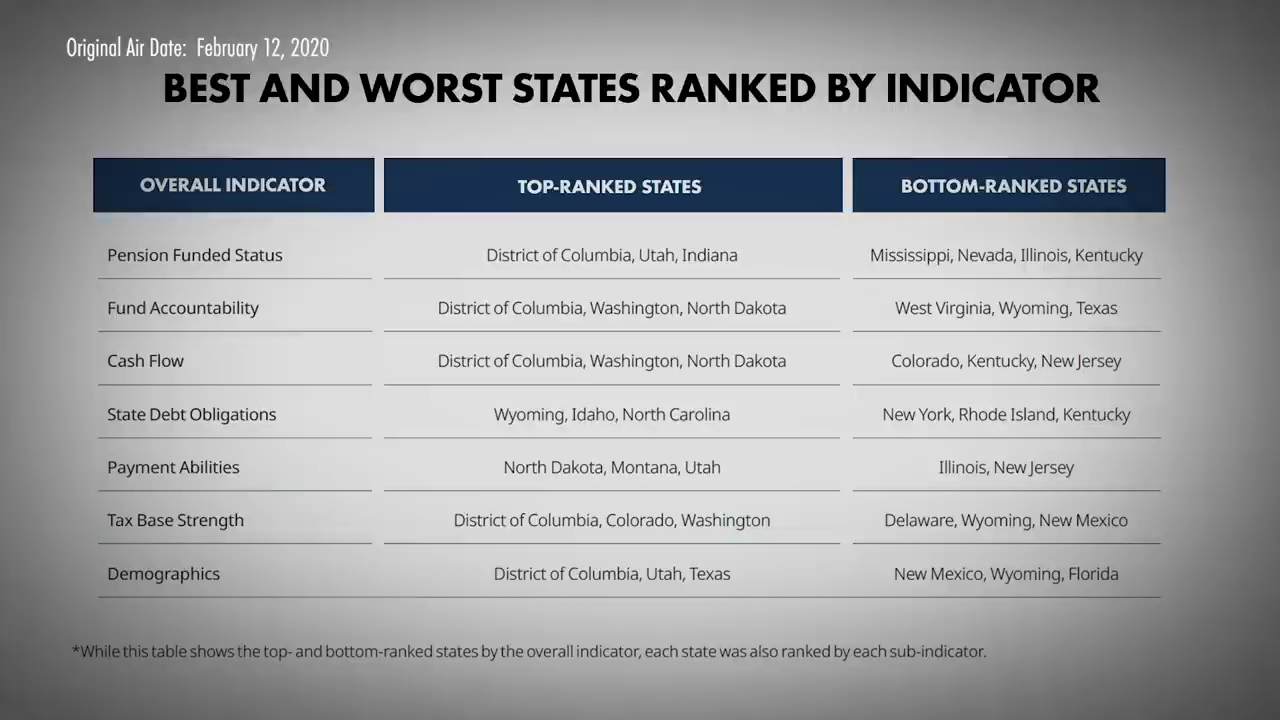 Original Air Date: February 12, 2020
BEST AND WORST STATES RANKED BY INDICATOR
OVERALL INDICATOR TOP-RANKED STATES BOTTOM-RANKED STATES
Pension Funded Status District of Columbia, Utah, Indiana Mississippi, Nevada, Illinois, Kentucky
Fund Accountability District of Columbia, Washington, North Dakota West Virginia, Wyoming, Texas
Cash Flow District of Columbia, Washington, North Dakota Colorado, Kentucky, New Jersey
State Debt Obligations Wyoming, Idaho, North Carolina New York, Rhode Island, Kentucky
Payment Abilities North Dakota, Montana, Utah Illinois, New Jersey
Tax Base Strength District of Columbia, Colorado, Washington Delaware, Wyoming, New Mexico
Demographics District of Columbia, Utah, Texas New Mexico, Wyoming, Florida
*While this table shows the top- and bottom-ranked states by the overall indicator, each state was also ranked by each sub-indicator.